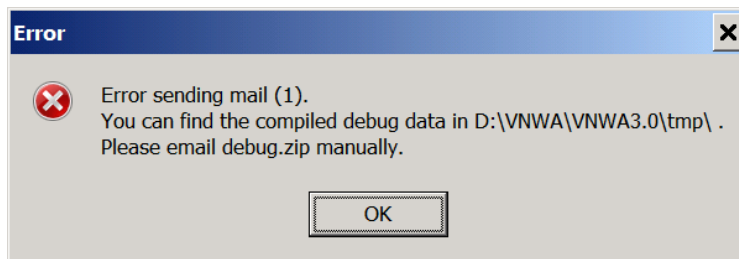 Error
Error sending mail (1).
You can find the compiled debug data in D:\VNWA\VNWA3.0\tmp\ .
Please email debug.zip manually.
OK